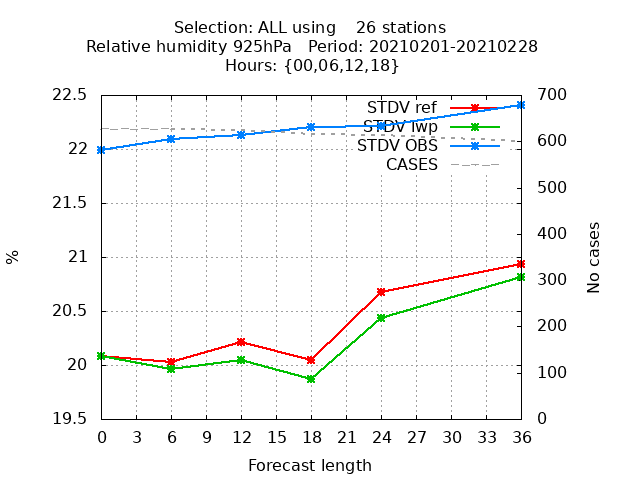 Selection: ALL using    26 stations
Relative humidity 925hPa   Period: 20210201-20210228
Hours: {00,06,12,18}
22.5
22
21.5
21
20.5
20
19.5
%
STDV ref
STDV lwp
STDV OBS
CASES
700
600
500
400
300
200
100
0
No cases
0 3 6 9 12 15 18 21 24 27 30 33 36
Forecast length